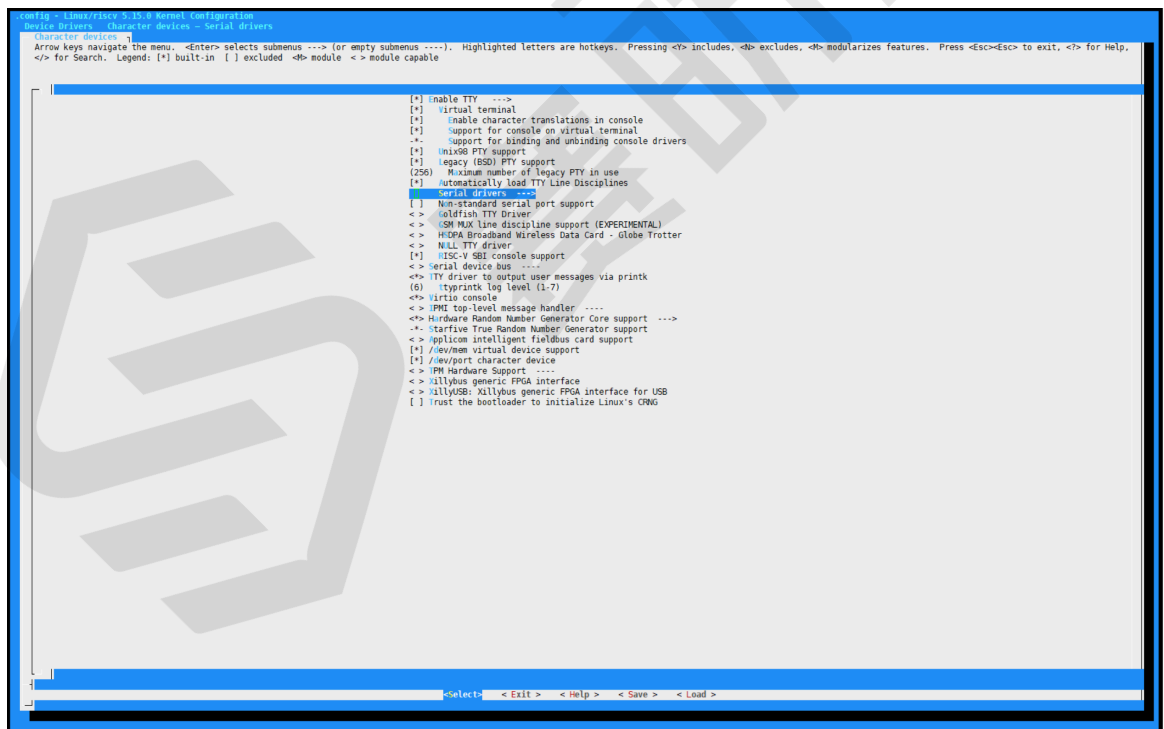 .config - Linux/riscv 5.15.0 Kernel Configuration
Device Drivers Character devices — Serial drivers
Character devices
Arrow keys navigate the menu. <Enter> selects submenus ---> (or empty submenus ----). Highlighted letters are hotkeys. Pressing <Y> includes, <N> excludes, <M> modularizes features. Press <Esc><Esc> to exit, <?> for Help,
</> for Search. Legend: [*] built-in [ ] excluded <M> module < > module capable
[*] Enable TTY --->
[*] Virtual terminal
[*] Enable character translations in console
[*] Support for console on virtual terminal
-*- Support for binding and unbinding console drivers
[*] Unix98 PTY support
[*] Legacy (BSD) PTY support
(256) Maximum number of legacy PTY in use
[*] Automatically load TTY Line Disciplines
Serial drivers --->
[ ] Non-standard serial port support
< > Goldfish TTY Driver
< > GSM MUX line discipline support (EXPERIMENTAL)
< > HSDPA Broadband Wireless Data Card - Globe Trotter
< > NULL TTY driver
[*] RISC-V SBI console support
< > Serial device bus ----
<*> TTY driver to output user messages via printk
(6) ttyprintk log level (1-7)
<*> Virtio console
< > IPMI top-level message handler ----
<*> Hardware Random Number Generator Core support --->
-*- Starfive True Random Number Generator support
< > Applicom intelligent fieldbus card support
[*] /dev/mem virtual device support
[*] /dev/port character device
< > TPM Hardware Support ----
< > Xillybus generic FPGA interface
< > XillyUSB: Xillybus generic FPGA interface for USB
[ ] Trust the bootloader to initialize Linux's CRNG
<Select> < Exit > < Help > < Save > < Load >